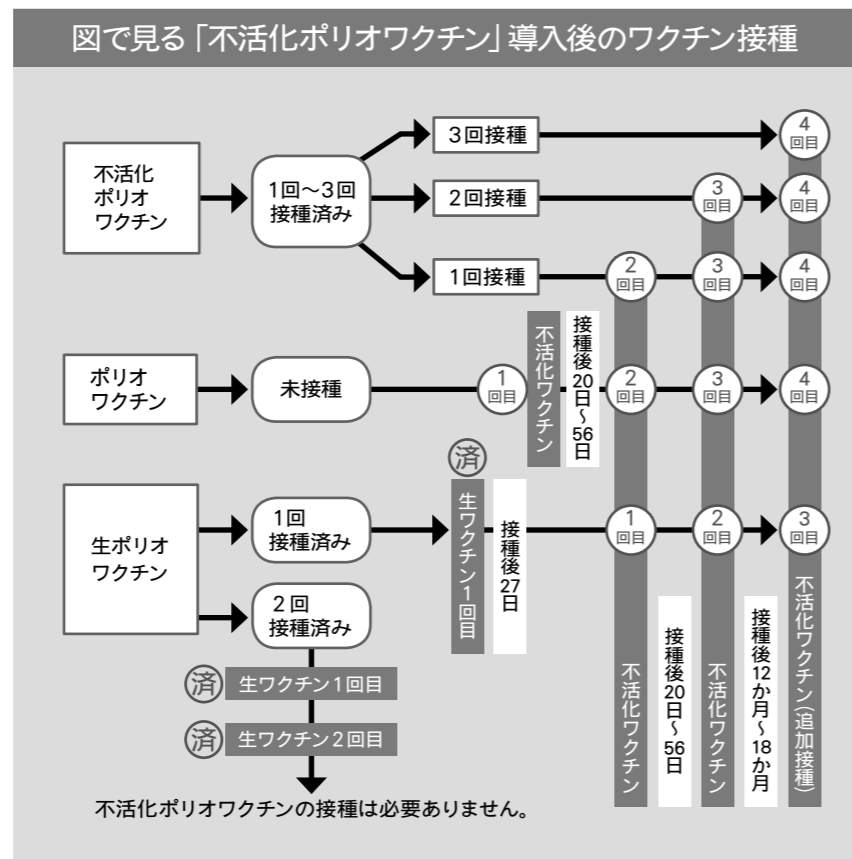 図で見る「不活化ポリオワクチン」導入後のワクチン接種
不活化
ポリオ
ワクチン
1回～3回
接種済み
3回接種
4
回目
2回接種
3
回目
4
回目
1回接種
2
回目
3
回目
4
回目
ポリオ
ワクチン
未接種
1
回目
不活化ワクチン
接種後20日～56日
2
回目
3
回目
4
回目
生ポリオ
ワクチン
1回
接種済み
済
生ワクチン1回目
接種後27日
1
回目
2
回目
3
回目
不活化ワクチン
接種後20日～56日
不活化ワクチン
接種後12か月～18か月
不活化ワクチン(追加接種)
2回
接種済み
済
生ワクチン1回目
済
生ワクチン2回目
不活化ポリオワクチンの接種は必要ありません。